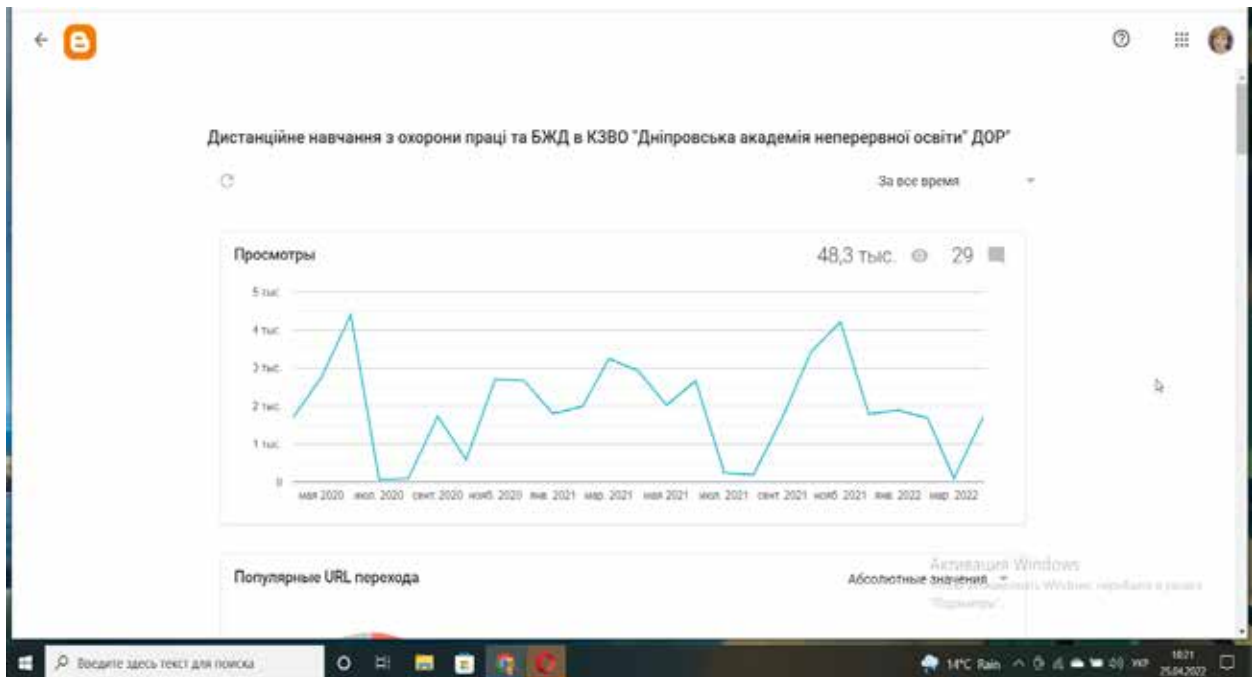 Дистанційне навчання з охорони праці та БЖД в КЗВО "Дніпровська академія неперервної освіти" ДОР"
За все время
Просмотры 48,3 тыс. 29
5 тыс.
4 тыс.
3 тыс.
2 тыс.
1 тыс.
0
мая 2020 июл. 2020 сент. 2020 нояб. 2020 янв. 2021 мар. 2021 мая 2021 июл. 2021 сент. 2021 нояб. 2021 янв. 2022 мар. 2022
Популярные URL перехода Абсолютные значения
Активация Windows
"Параметры".
Введите здесь текст для поиска 14°C Rain УКР 18:21
25.04.2022